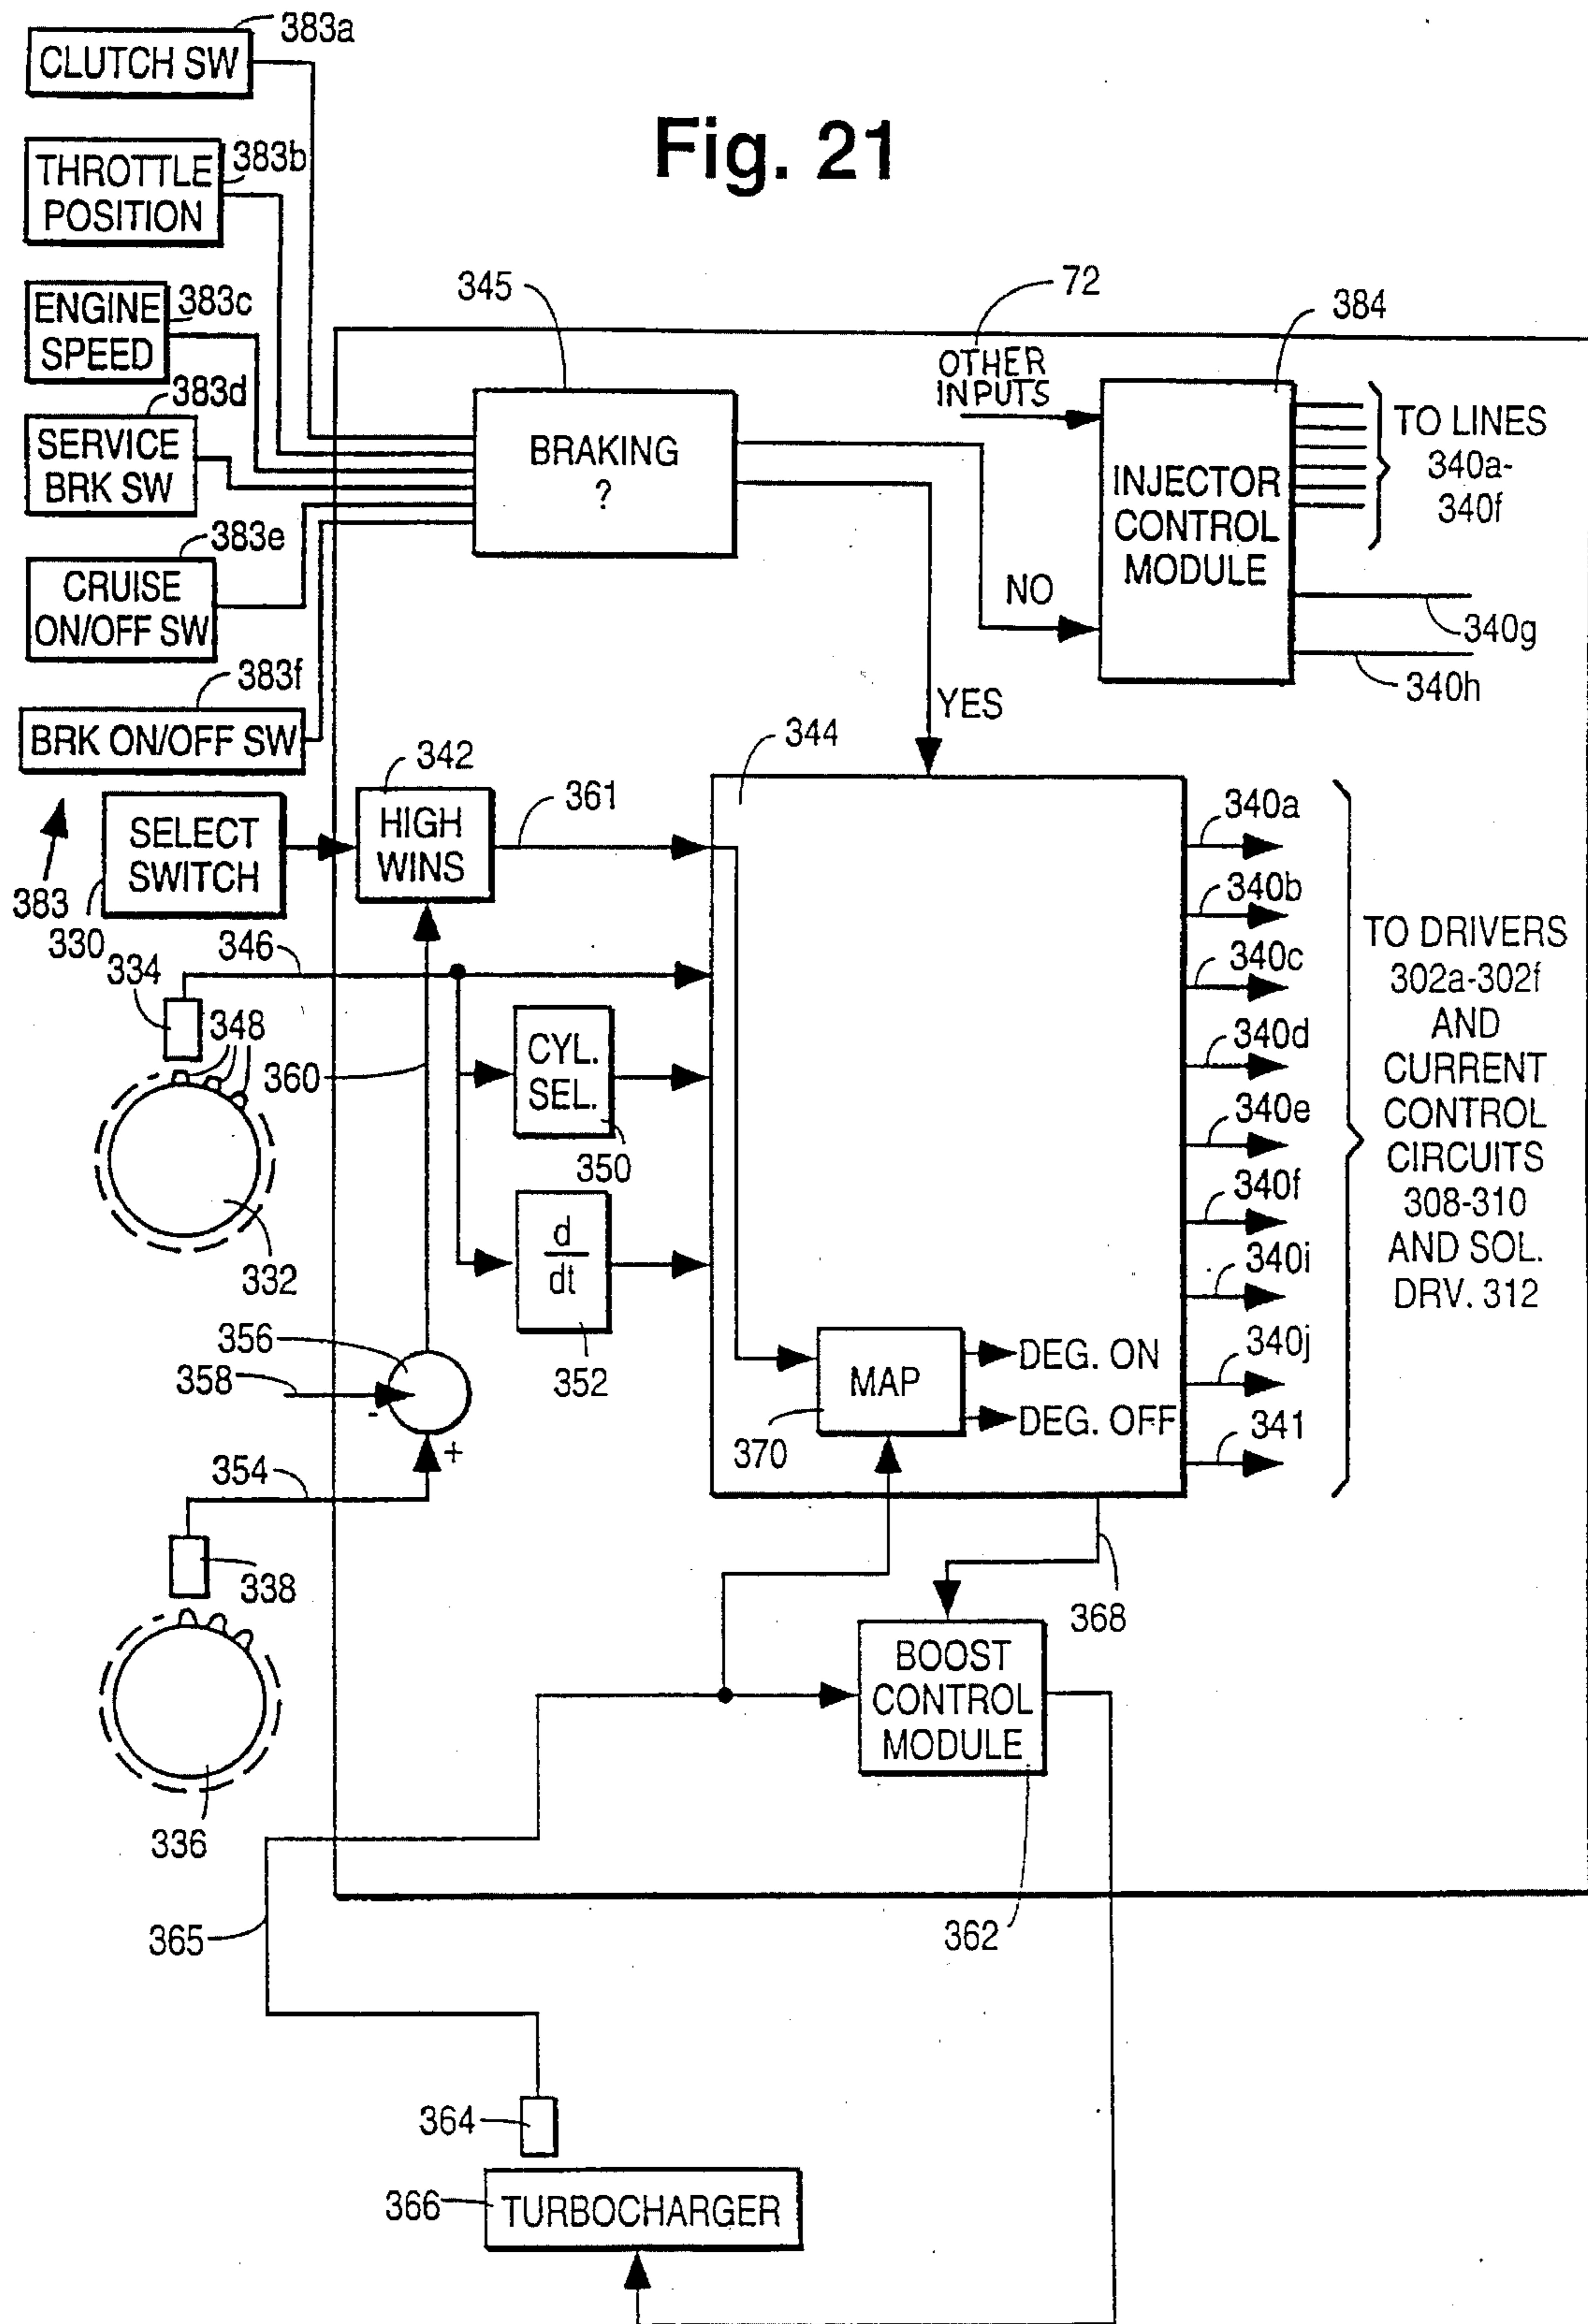 Fig. 21
383a
CLUTCH SW
383b
THROTTLE
POSITION
383c
ENGINE
SPEED
383d
SERVICE
BRK SW
383e
CRUISE
ON/OFF SW
383f
BRK ON/OFF SW
383
345
BRAKING
?
72
OTHER
INPUTS
384
INJECTOR
CONTROL
MODULE
TO LINES
340a-
340f
340g
340h
NO
YES
SELECT
SWITCH
330
342
HIGH
WINS
361
344
346
334
348
332
360
CYL.
SEL.
350
d
dt
352
356
358
-
+
354
338
336
MAP
370
DEG. ON
DEG. OFF
340a
340b
340c
340d
340e
340f
340i
340j
341
TO DRIVERS
302a-302f
AND
CURRENT
CONTROL
CIRCUITS
308-310
AND SOL.
DRV. 312
368
BOOST
CONTROL
MODULE
362
365
364
366
TURBOCHARGER